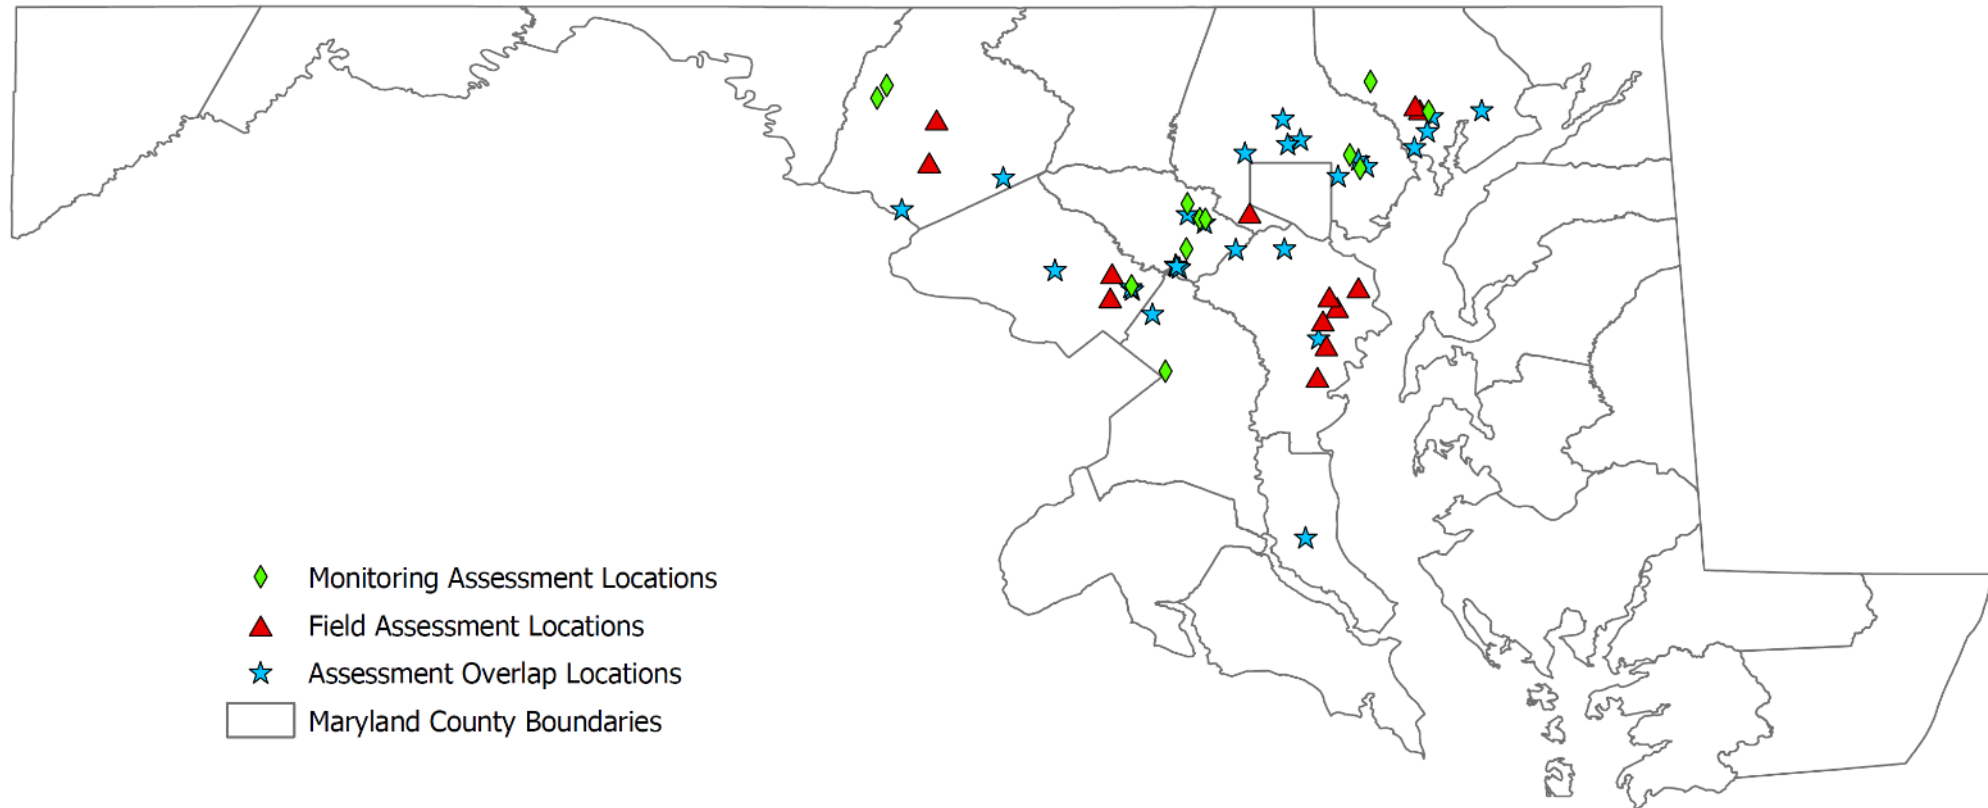 Monitoring Assessment Locations
Field Assessment Locations
Assessment Overlap Locations
Maryland County Boundaries